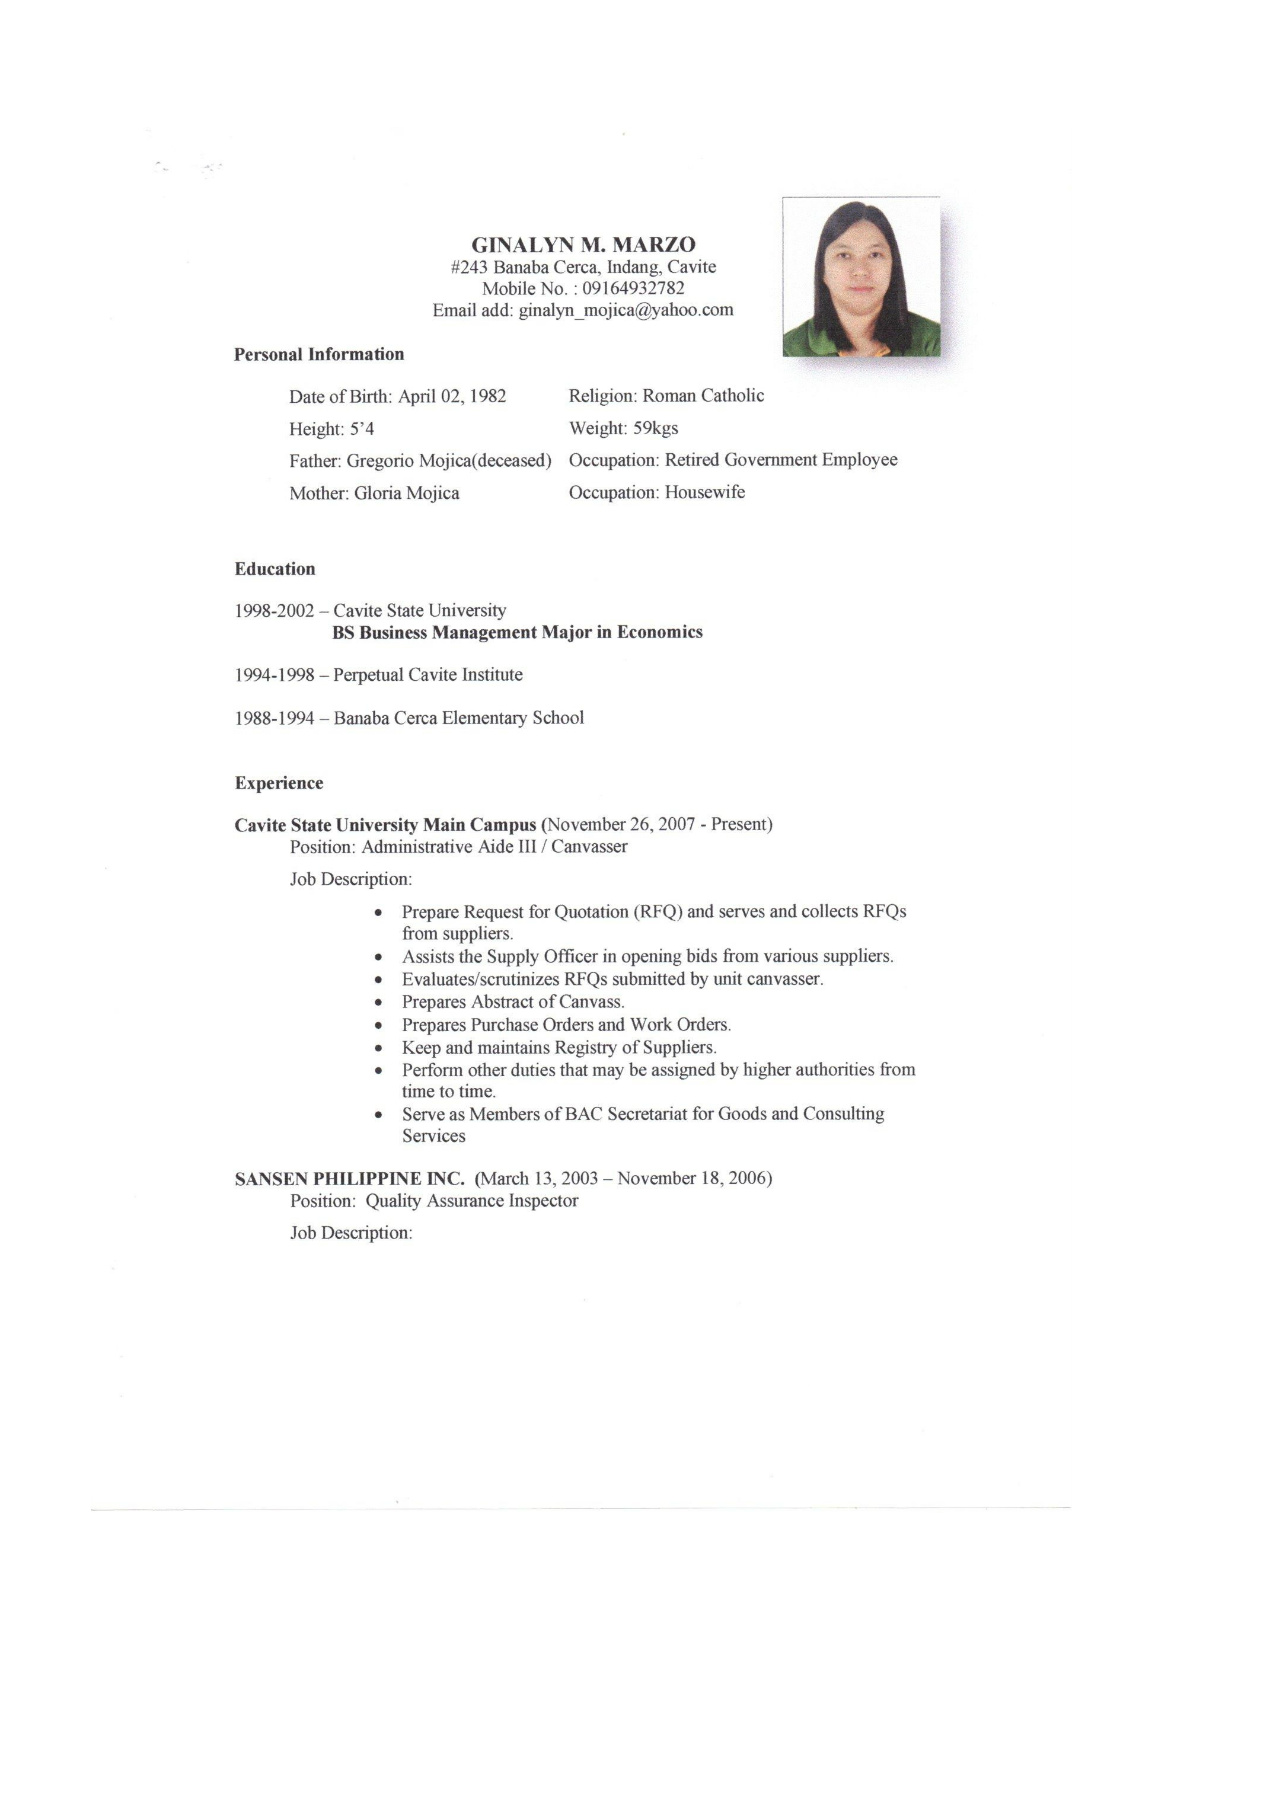 GINALYN M. MARZO
#243 Banaba Cerca, Indang, Cavite
Mobile No. : 09164932782
Email add: ginalyn_mojica@yahoo.com
Personal Information
Date of Birth: April 02, 1982 Religion: Roman Catholic
Height: 5’4 Weight: 59kgs
Father: Gregorio Mojica(deceased) Occupation: Retired Government Employee
Mother: Gloria Mojica Occupation: Housewife
Education
1998-2002 – Cavite State University
BS Business Management Major in Economics
1994-1998 – Perpetual Cavite Institute
1988-1994 – Banaba Cerca Elementary School
Experience
Cavite State University Main Campus (November 26, 2007 - Present)
Position: Administrative Aide III / Canvasser
Job Description:
• Prepare Request for Quotation (RFQ) and serves and collects RFQs
from suppliers.
• Assists the Supply Officer in opening bids from various suppliers.
• Evaluates/scrutinizes RFQs submitted by unit canvasser.
• Prepares Abstract of Canvass.
• Prepares Purchase Orders and Work Orders.
• Keep and maintains Registry of Suppliers.
• Perform other duties that may be assigned by higher authorities from
time to time.
• Serve as Members of BAC Secretariat for Goods and Consulting
Services
SANSEN PHILIPPINE INC. (March 13, 2003 – November 18, 2006)
Position: Quality Assurance Inspector
Job Description: